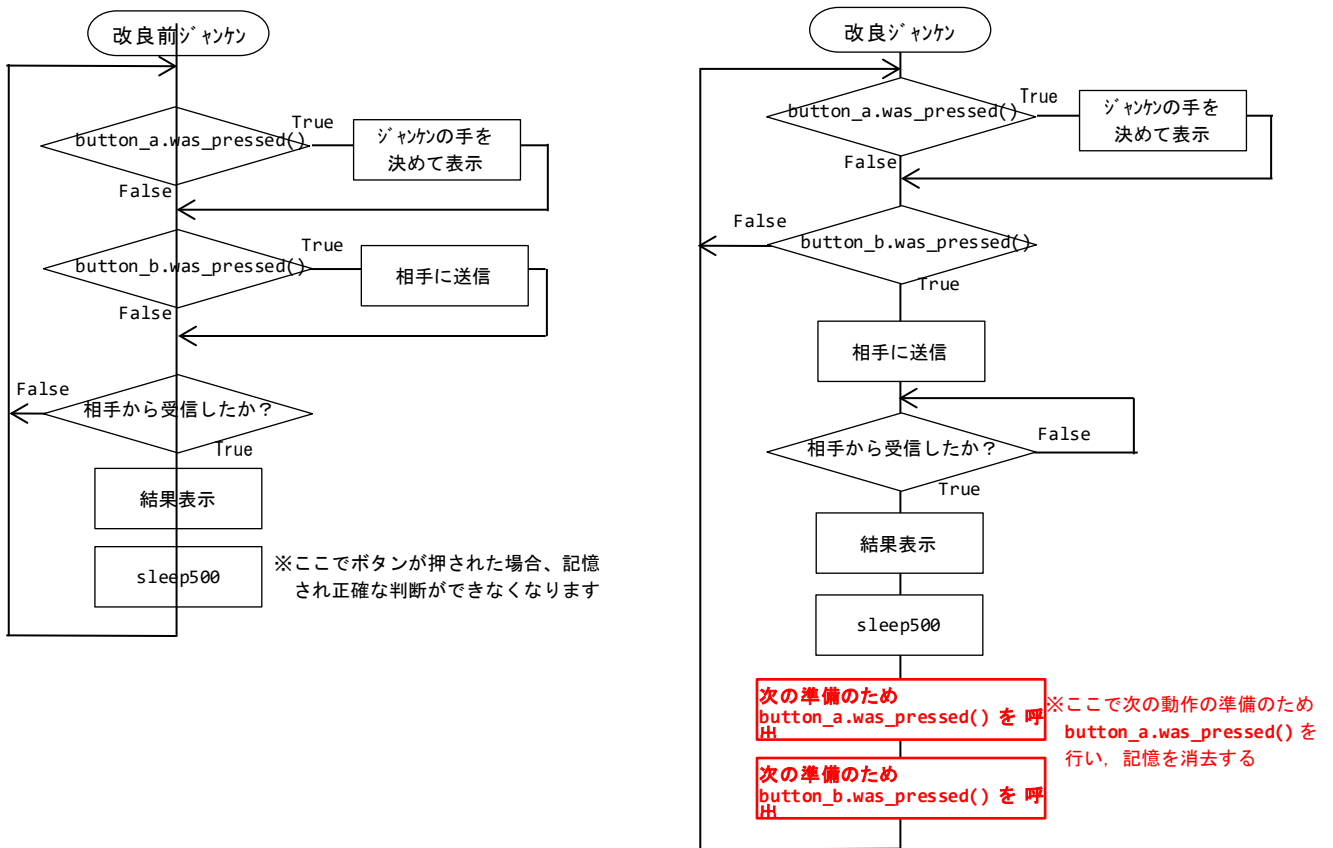 改良前ｼﾞｬﾝｹﾝ
button_a.was_pressed()
True
ｼﾞｬﾝｹﾝの手を
決めて表示
False
button_b.was_pressed()
True
相手に送信
False
False
相手から受信したか？
True
結果表示
sleep500
※ここでボタンが押された場合、記憶
され正確な判断ができなくなります
改良ｼﾞｬﾝｹﾝ
button_a.was_pressed()
True
ｼﾞｬﾝｹﾝの手を
決めて表示
False
False
button_b.was_pressed()
True
相手に送信
相手から受信したか？
False
True
結果表示
sleep500
次の準備のため
button_a.was_pressed() を 呼
出
※ここで次の動作の準備のため
button_a.was_pressed() を
行い，記憶を消去する
次の準備のため
button_b.was_pressed() を 呼
出